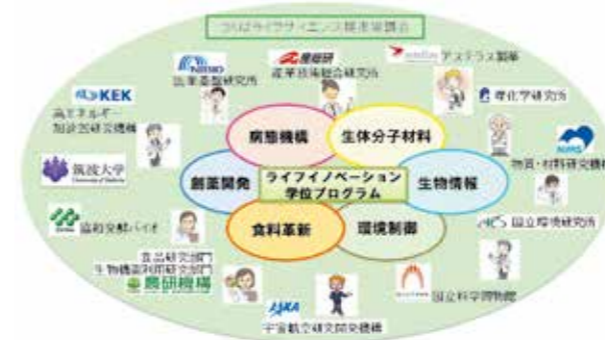 つくばライフサイエンス推進協議会
NIBIO
医薬基盤研究所
産総研
産業技術総合研究所
astellas アステラス製薬
KEK
高エネルギー
加速器研究機構
理化学研究所
病態機構
生体分子材料
NIMS
物質・材料研究機構
筑波大学
University of Tsukuba
創薬開発
ライフイノベーション
学位プログラム
生物情報
協和発酵バイオ
食料革新
環境制御
国立環境研究所
食品研究部門
生物機能利用研究部門
農研機構
国立科学博物館
JAXA
宇宙航空研究開発機構